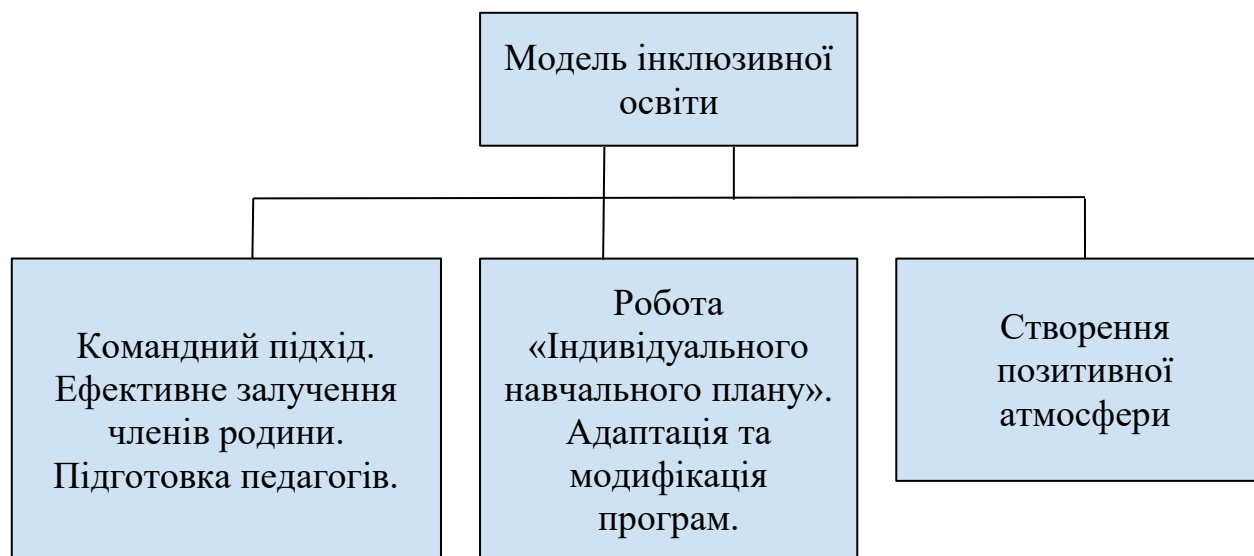 Модель інклюзивної
освіти
Командний підхід.
Ефективне залучення
членів родини.
Підготовка педагогів.
Робота
«Індивідуального
навчального плану».
Адаптація та
модифікація
програм.
Створення
позитивної
атмосфери